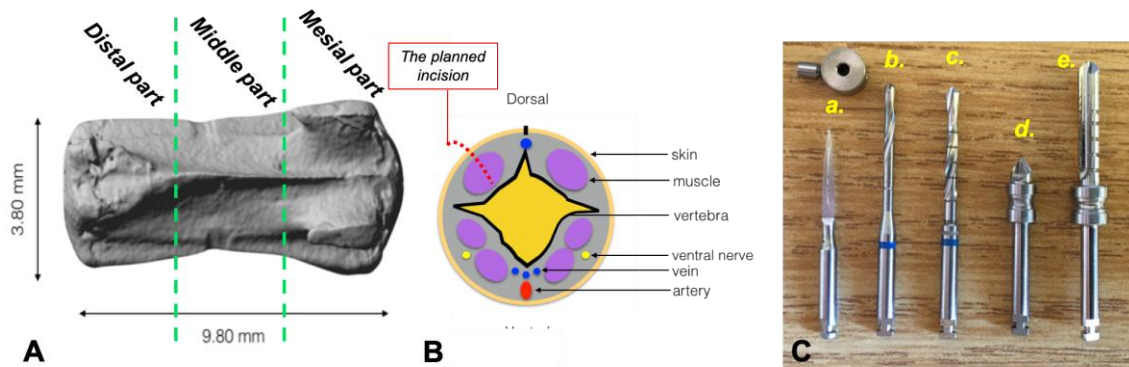 Distal part
Middle part
Mesial part
3.80 mm
9.80 mm
A
The planned
incision
Dorsal
skin
muscle
vertebra
ventral nerve
vein
artery
B
a.
b.
c.
d.
e.
C